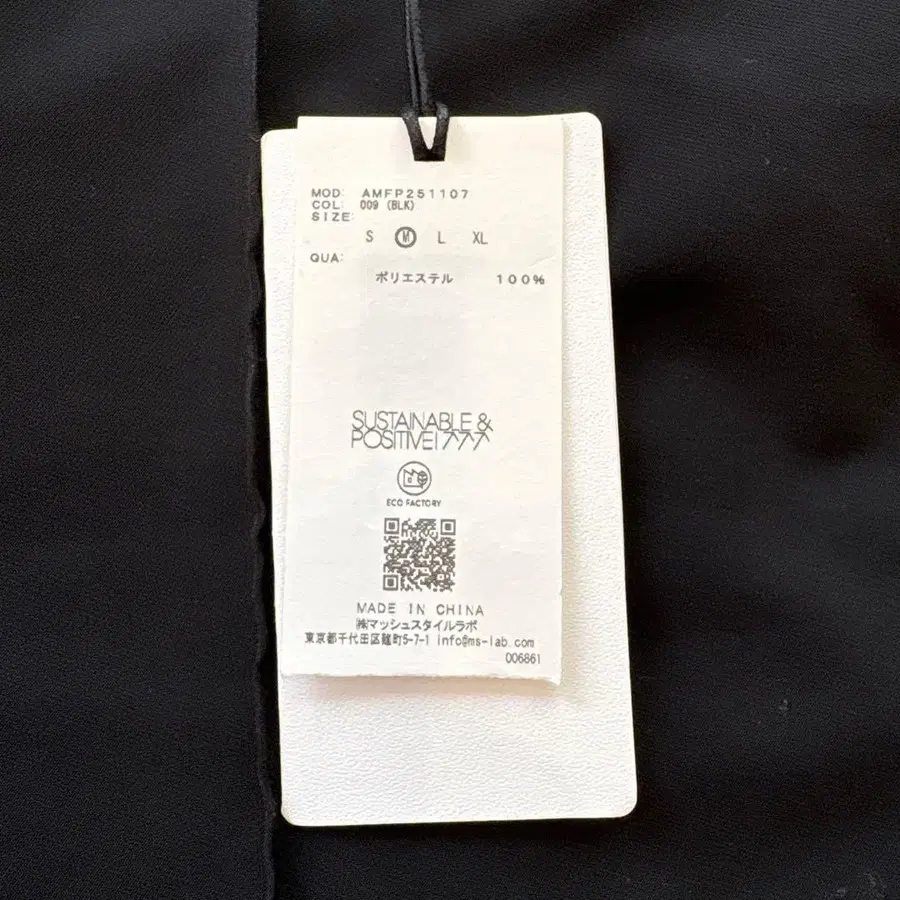 MOD: AMFP251107
COL: 009 (BLK)
SIZE:
S M L XL
QUA:
ポリエステル 100%
SUSTAINABLE &
POSITIVE!
ECO FACTORY
MADE IN CHINA
㈱マッシュスタイルラボ
東京都千代田区麹町5-7-1 info@ms-lab.com
006861